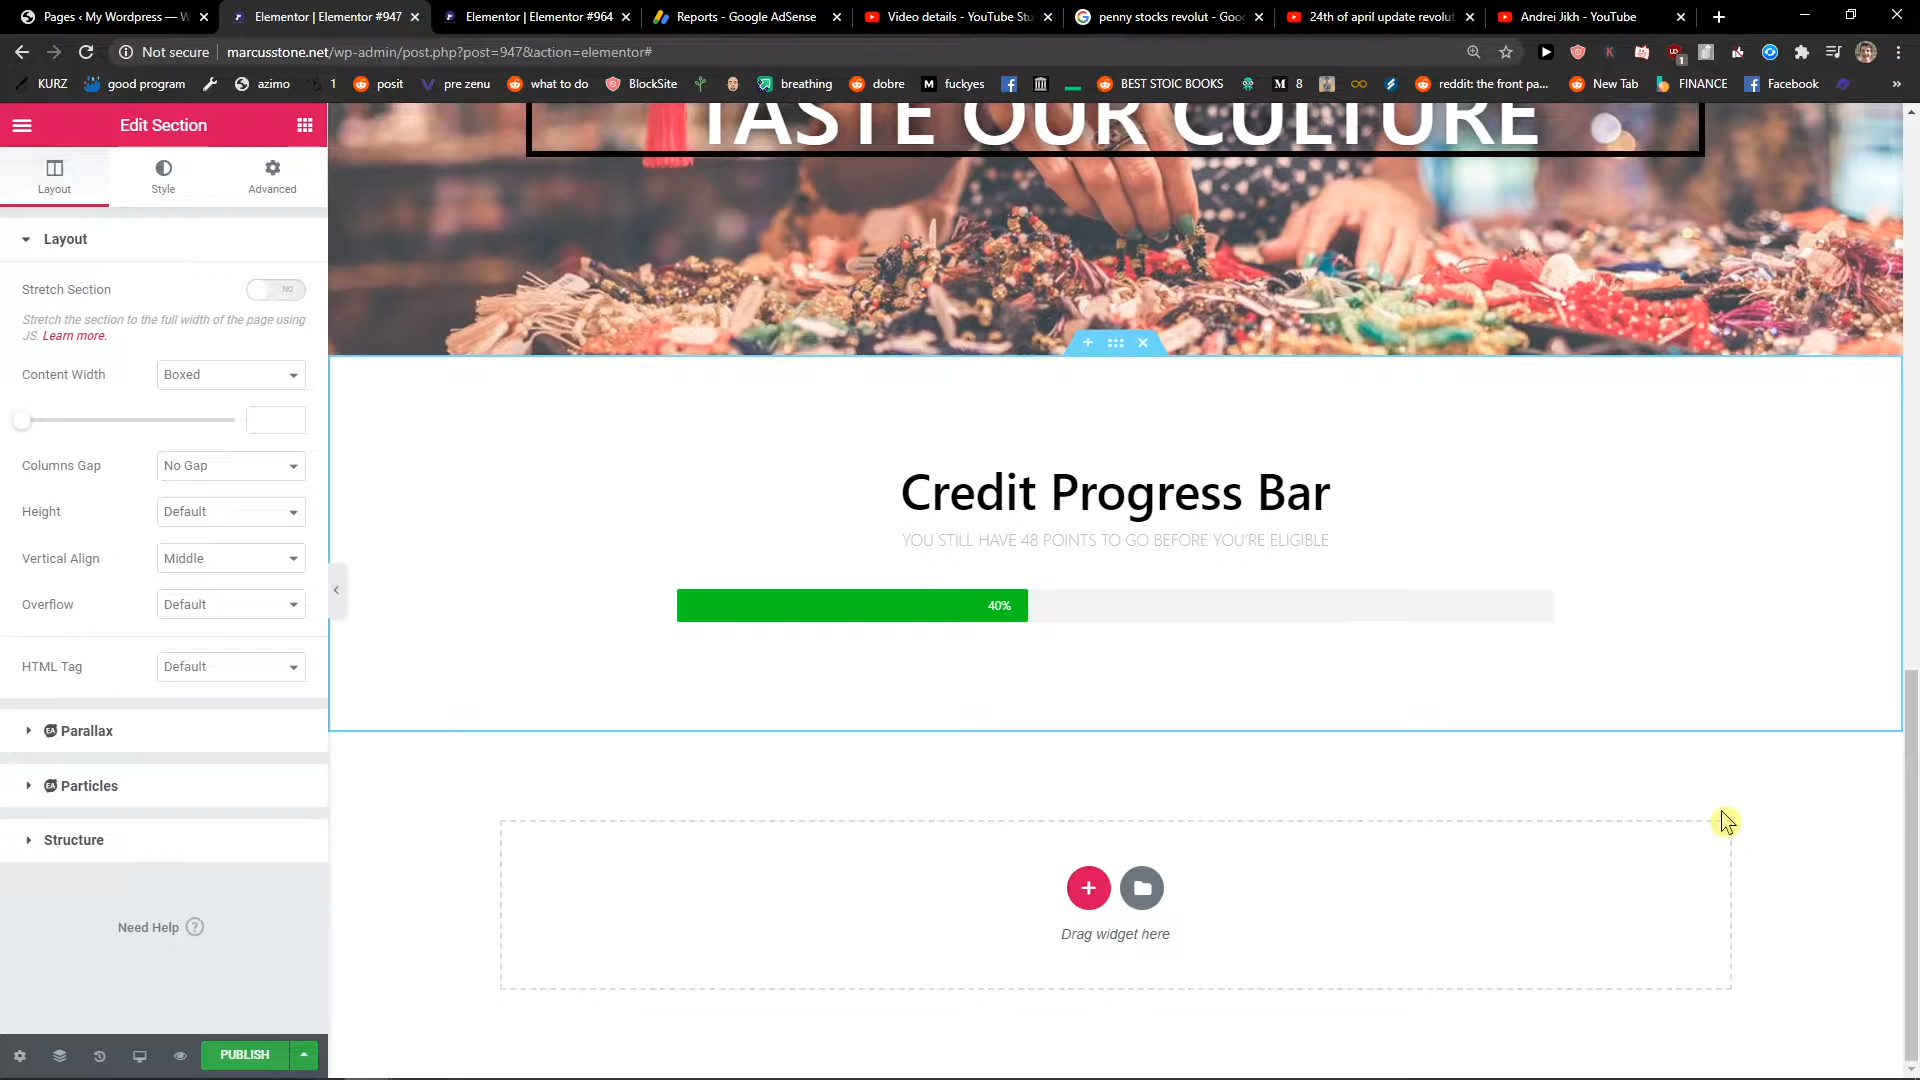 Pages ‹ My Wordpress — W
Elementor | Elementor #947
Elementor | Elementor #964
Reports - Google AdSense
Video details - YouTube Stu
penny stocks revolut - Goog
24th of april update revolut
Andrei Jikh - YouTube
Not secure
marcusstone.net/wp-admin/post.php?post=947&action=elementor#
1
KURZ
good program
azimo
1
posit
pre zenu
what to do
BlockSite
breathing
dobre
fuckyes
BEST STOIC BOOKS
8
reddit: the front pa...
New Tab
FINANCE
Facebook
»
Edit Section
Layout
Style
Advanced
Layout
Stretch Section
NO
Stretch the section to the full width of the page using
JS. Learn more.
Content Width
Boxed
Columns Gap
No Gap
Height
Default
Vertical Align
Middle
Overflow
Default
HTML Tag
Default
Parallax
Particles
Structure
Need Help ?
PUBLISH
TASTE OUR CULTURE
Credit Progress Bar
YOU STILL HAVE 48 POINTS TO GO BEFORE YOU'RE ELIGIBLE
40%
Drag widget here